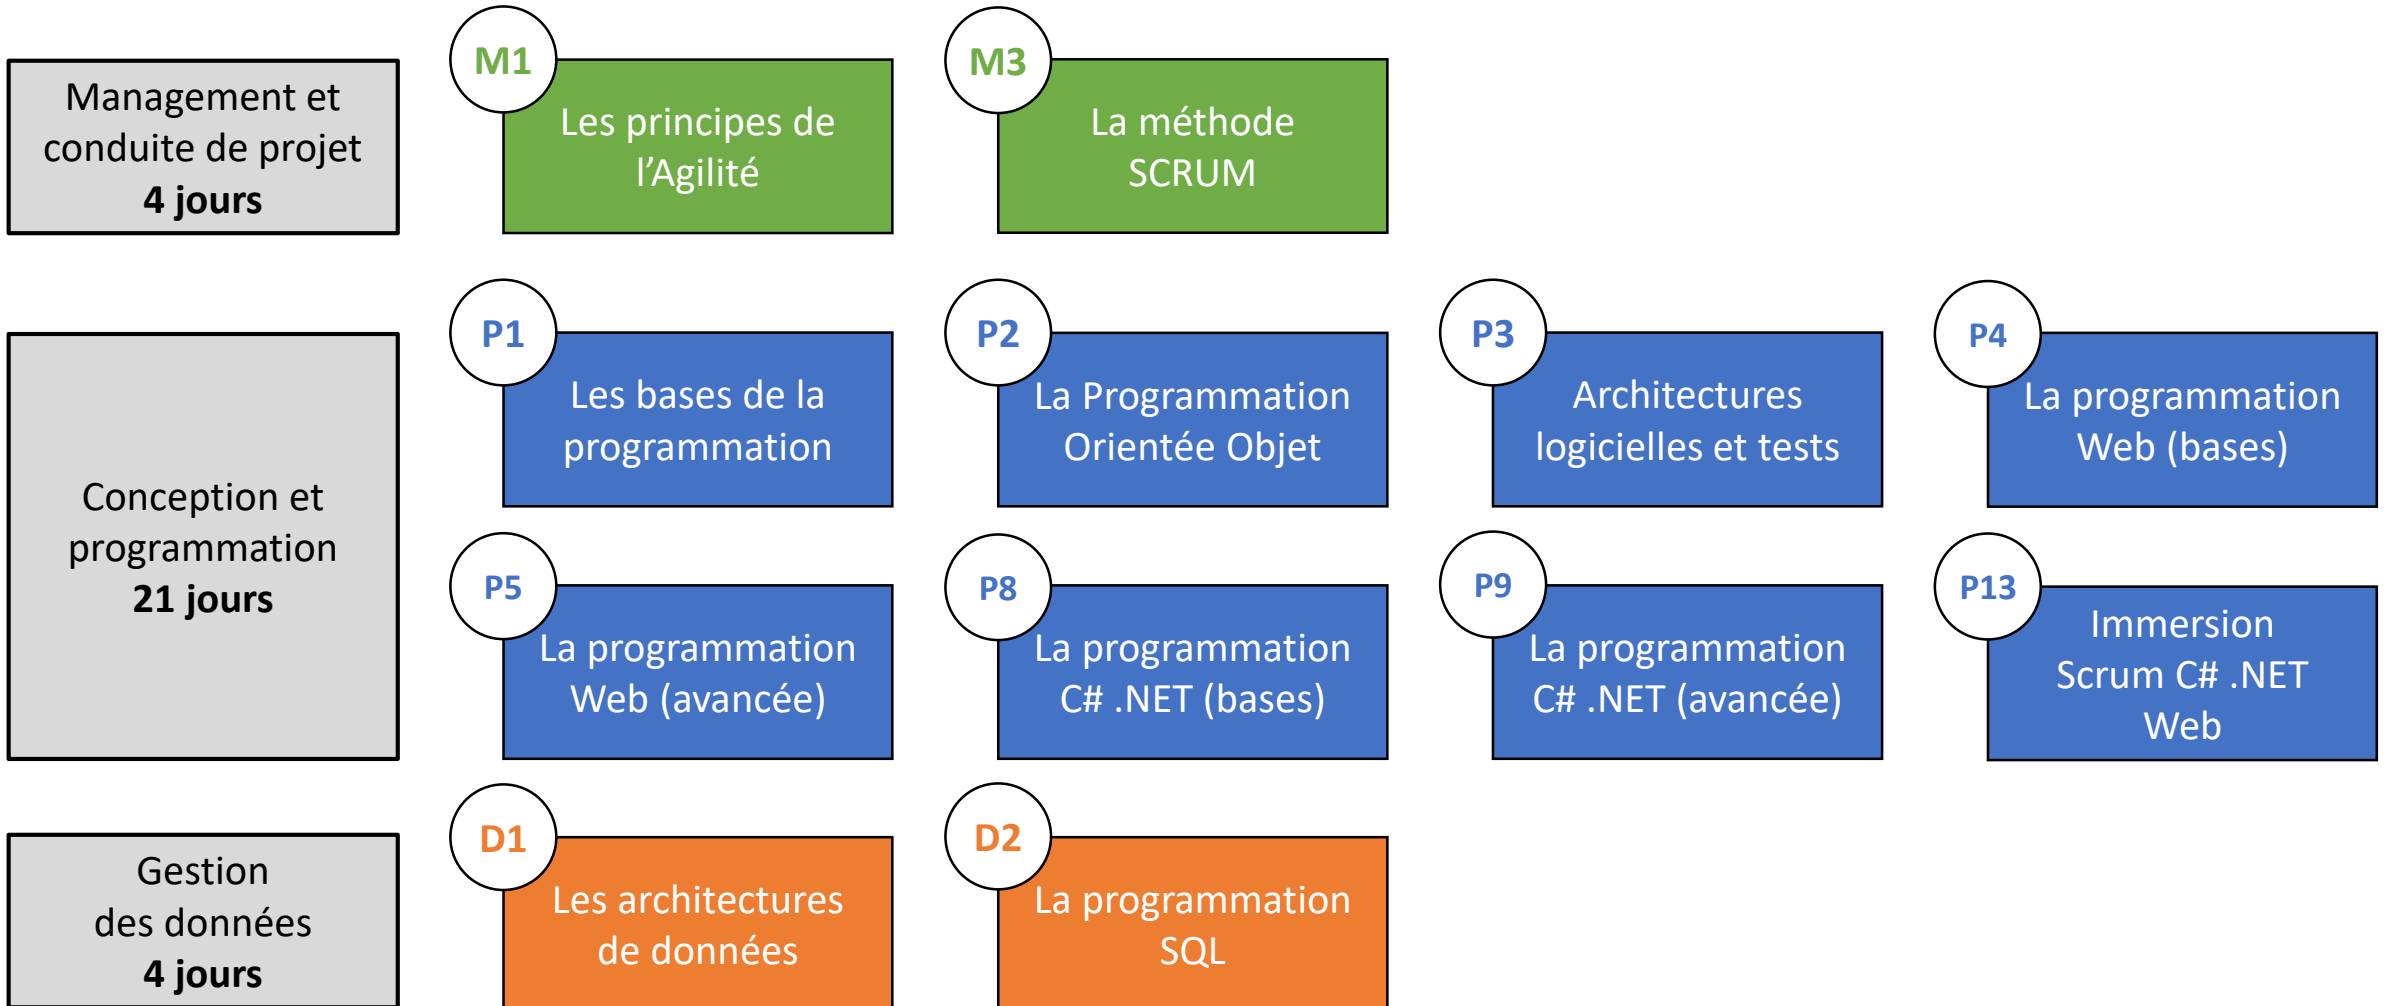 Management et
conduite de projet
4 jours
M1
Les principes de
l’Agilité
M3
La méthode
SCRUM
Conception et
programmation
21 jours
P1
Les bases de la
programmation
P2
La Programmation
Orientée Objet
P3
Architectures
logicielles et tests
P4
La programmation
Web (bases)
P5
La programmation
Web (avancée)
P8
La programmation
C# .NET (bases)
P9
La programmation
C# .NET (avancée)
P13
Immersion
Scrum C# .NET
Web
Gestion
des données
4 jours
D1
Les architectures
de données
D2
La programmation
SQL